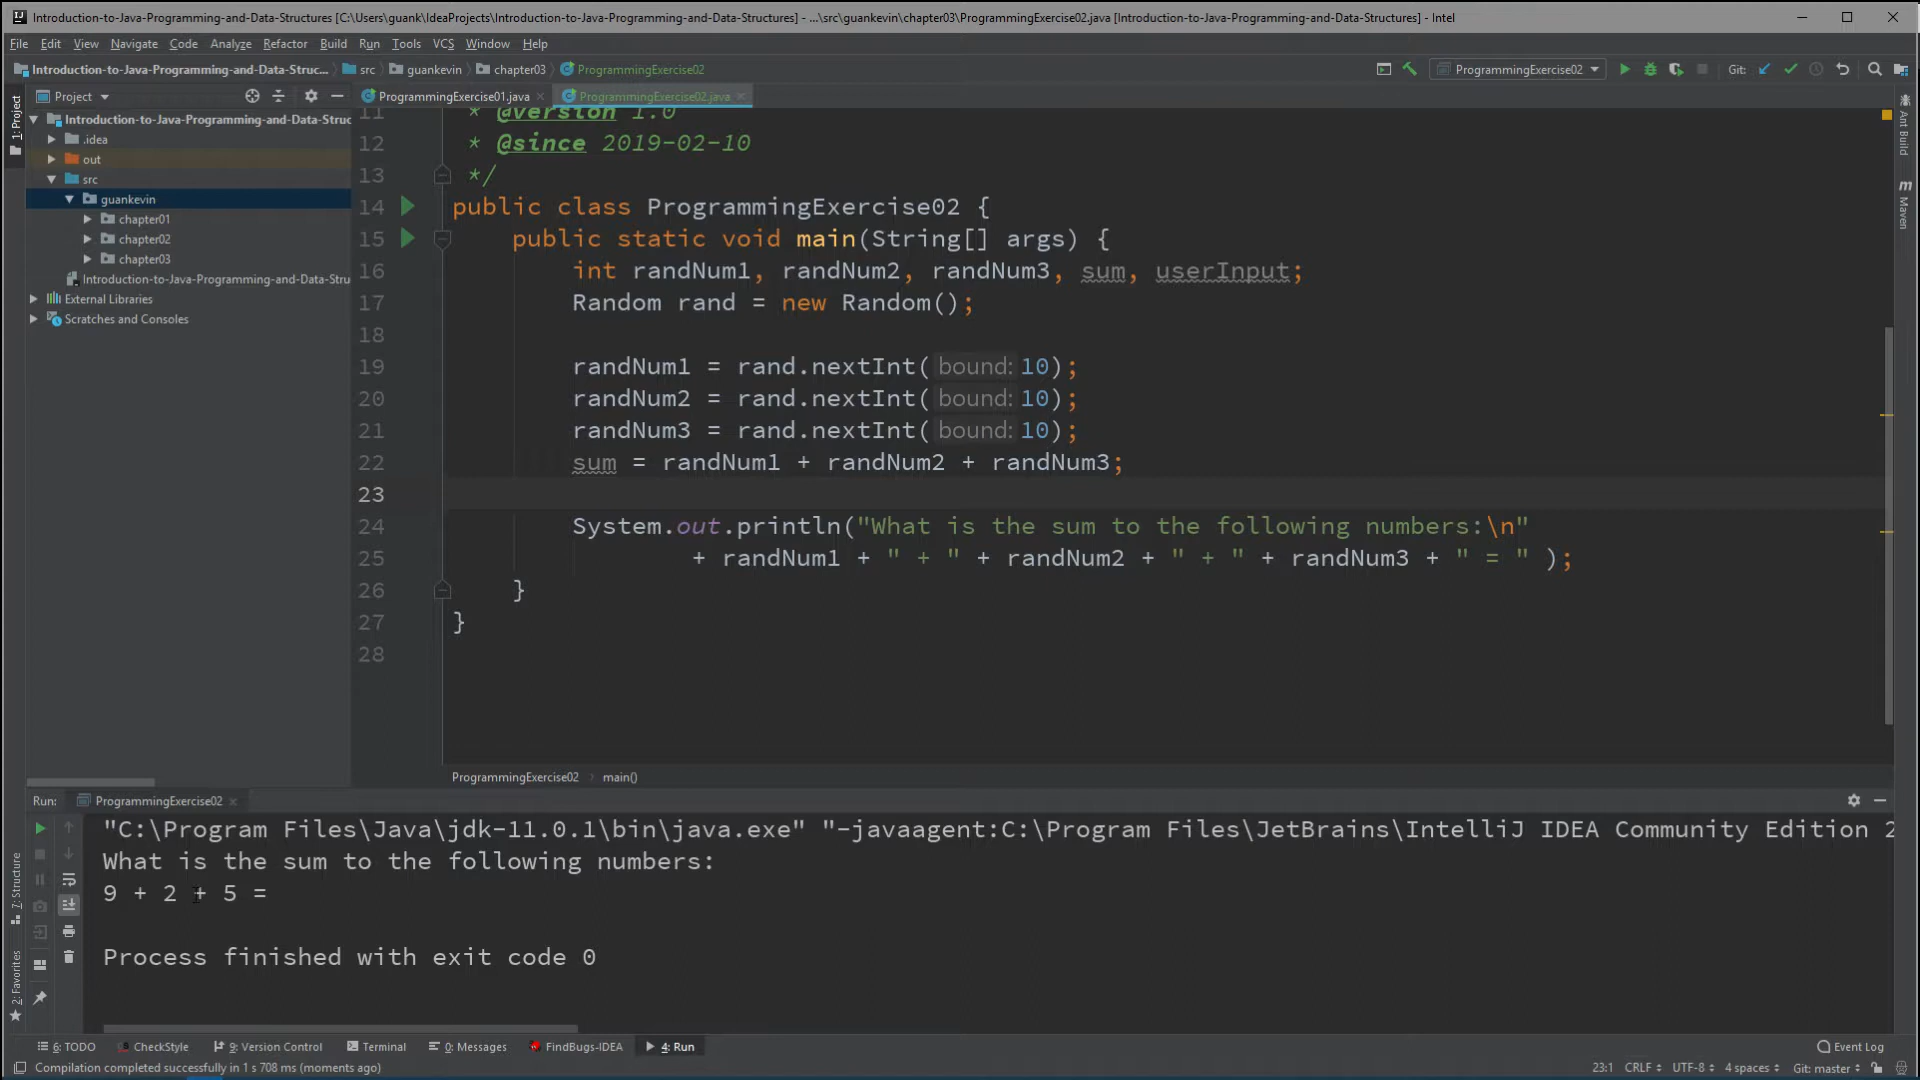 Introduction-to-Java-Programming-and-Data-Structures [C:\Users\guank\IdeaProjects\Introduction-to-Java-Programming-and-Data-Structures] - ...\src\guankevin\chapter03\ProgrammingExercise02.java [Introduction-to-Java-Programming-and-Data-Structures] - Intel
File Edit View Navigate Code Analyze Refactor Build Run Tools VCS Window Help
Introduction-to-Java-Programming-and-Data-Struc... src guankevin chapter03 ProgrammingExercise02 ProgrammingExercise02 Git:
Project ProgrammingExercise01.java ProgrammingExercise02.java
1: Project
Introduction-to-Java-Programming-and-Data-Struc
.idea
out
src
guankevin
chapter01
chapter02
chapter03
Introduction-to-Java-Programming-and-Data-Stru
External Libraries
Scratches and Consoles
11 * @version 1.0
12 * @since 2019-02-10
13 */
14 public class ProgrammingExercise02 {
15 public static void main(String[] args) {
16 int randNum1, randNum2, randNum3, sum, userInput;
17 Random rand = new Random();
18
19 randNum1 = rand.nextInt( bound: 10);
20 randNum2 = rand.nextInt( bound: 10);
21 randNum3 = rand.nextInt( bound: 10);
22 sum = randNum1 + randNum2 + randNum3;
23
24 System.out.println("What is the sum to the following numbers:\n"
25 + randNum1 + " + " + randNum2 + " + " + randNum3 + " = " );
26 }
27 }
28
Ant Build
m Maven
ProgrammingExercise02 › main()
Run: ProgrammingExercise02
"C:\Program Files\Java\jdk-11.0.1\bin\java.exe" "-javaagent:C:\Program Files\JetBrains\IntelliJ IDEA Community Edition 2
What is the sum to the following numbers:
9 + 2 + 5 =
Process finished with exit code 0
7: Structure
2: Favorites
6: TODO CheckStyle 9: Version Control Terminal 0: Messages FindBugs-IDEA 4: Run Event Log
Compilation completed successfully in 1 s 708 ms (moments ago) 23:1 CRLF UTF-8 4 spaces Git: master